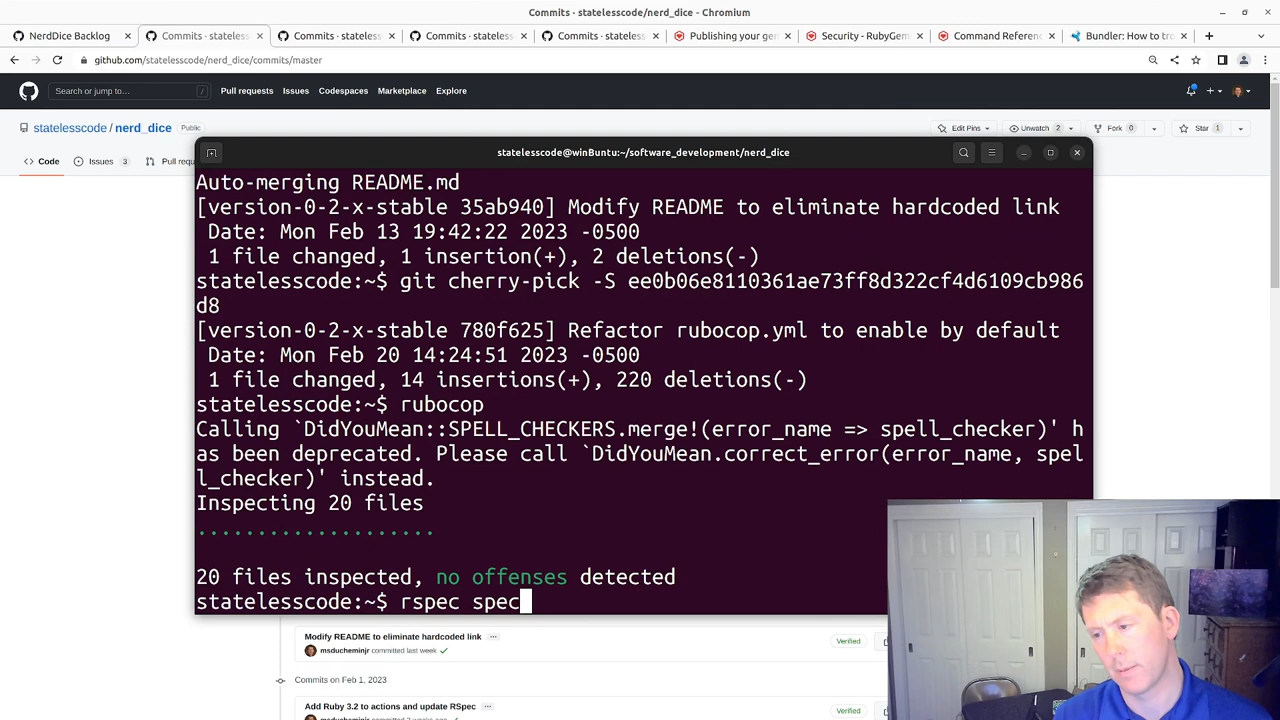 Commits · statelesscode/nerd_dice - Chromium
NerdDice Backlog
Commits · stateless
Commits · stateless
Commits · stateless
Commits · stateless
Publishing your gen
Security - RubyGem
Command Referenc
Bundler: How to tro
github.com/statelesscode/nerd_dice/commits/master
Search or jump to…
/
Pull requests
Issues
Codespaces
Marketplace
Explore
statelesscode / nerd_dice
Public
Edit Pins
Unwatch 2
Fork 0
Star 1
Code
Issues 3
Pull requ
statelesscode@winBuntu:~/software_development/nerd_dice
Auto-merging README.md
[version-0-2-x-stable 35ab940] Modify README to eliminate hardcoded link
Date: Mon Feb 13 19:42:22 2023 -0500
1 file changed, 1 insertion(+), 2 deletions(-)
statelesscode:~$ git cherry-pick -S ee0b06e8110361ae73ff8d322cf4d6109cb986
d8
[version-0-2-x-stable 780f625] Refactor rubocop.yml to enable by default
Date: Mon Feb 20 14:24:51 2023 -0500
1 file changed, 14 insertions(+), 220 deletions(-)
statelesscode:~$ rubocop
Calling `DidYouMean::SPELL_CHECKERS.merge!(error_name => spell_checker)' h
as been deprecated. Please call `DidYouMean.correct_error(error_name, spel
l_checker)' instead.
Inspecting 20 files
....................
20 files inspected, no offenses detected
statelesscode:~$ rspec spec
Modify README to eliminate hardcoded link
Verified
msducheminjr committed last week
Commits on Feb 1, 2023
Add Ruby 3.2 to actions and update RSpec
Verified